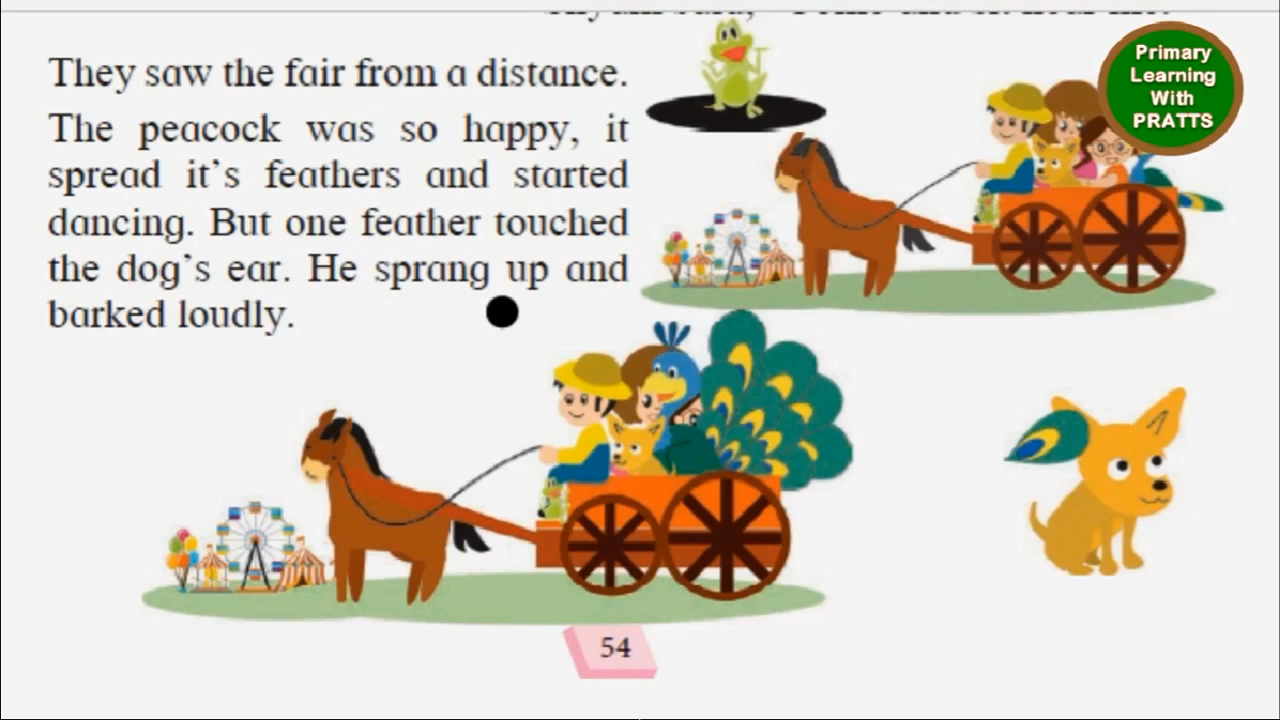 They saw the fair from a distance.
The peacock was so happy, it
spread it's feathers and started
dancing. But one feather touched
the dog's ear. He sprang up and
barked loudly.
54
Primary
Learning
With
PRATTS